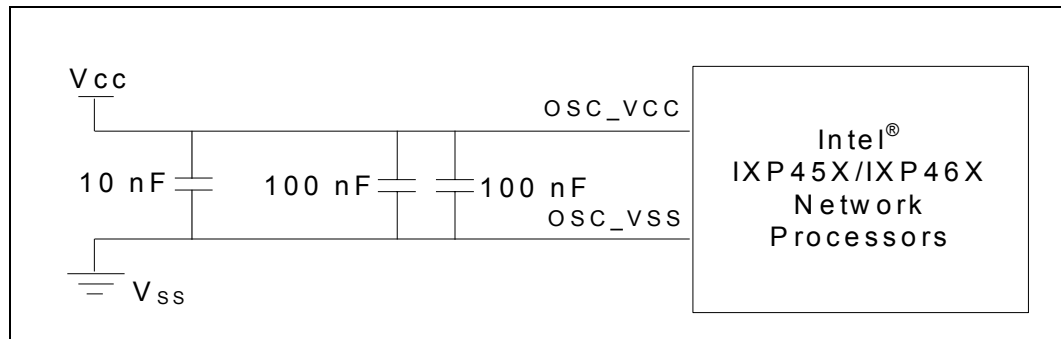 Vcc
OSC_VCC
Intel®
IXP45X/IXP46X
Network
Processors
10 nF
100 nF
100 nF
OSC_VSS
VSS